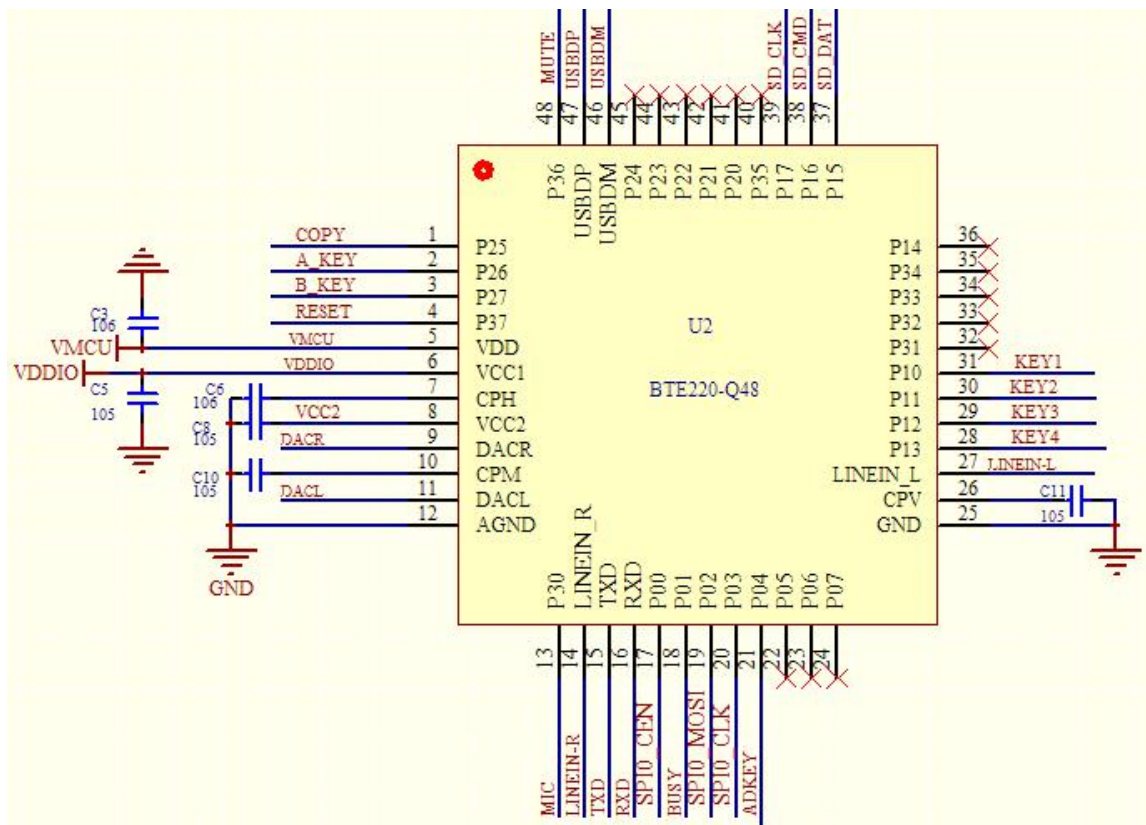 MUTE
USBDP
USBDM
SD_CLK
SD_CMD
SD_DAT
48
47
46
45
44
43
42
41
40
39
38
37
P36
USBDP
USBDM
P24
P23
P22
P21
P20
P35
P17
P16
P15
COPY 1 P25
A_KEY 2 P26
B_KEY 3 P27
RESET 4 P37
C3
106
VMCU VMCU 5 VDD
VDDIO VDDIO 6 VCC1
C5
105
C6
106
7 CPH
VCC2 8 VCC2
C8
105
DACR 9 DACR
C10
105
10 CPM
DACL 11 DACL
12 AGND
GND
U2
BTE220-Q48
P14 36
P34 35
P33 34
P32 33
P31 32
P10 31 KEY1
P11 30 KEY2
P12 29 KEY3
P13 28 KEY4
LINEIN_L 27 LINEIN-L
CPV 26 C11
105
GND 25
P30
LINEIN_R
TXD
RXD
P00
P01
P02
P03
P04
P05
P06
P07
13
14
15
16
17
18
19
20
21
22
23
24
MIC
LINEIN-R
TXD
RXD
SPI0_CEN
BUSY
SPI0_MOSI
SPI0_CLK
ADKEY